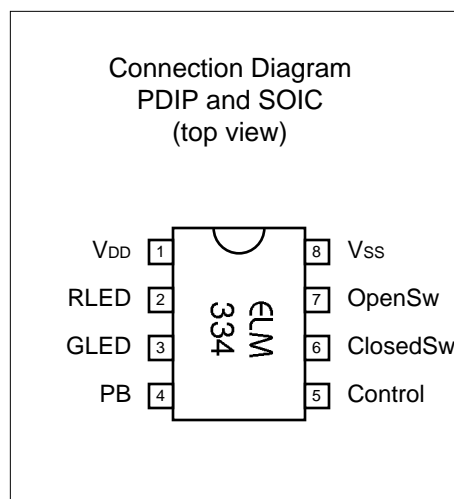 Connection Diagram
PDIP and SOIC
(top view)
VDD 1 8 VSS
RLED 2 7 OpenSw
GLED 3 6 ClosedSw
PB 4 5 Control
ELM
334